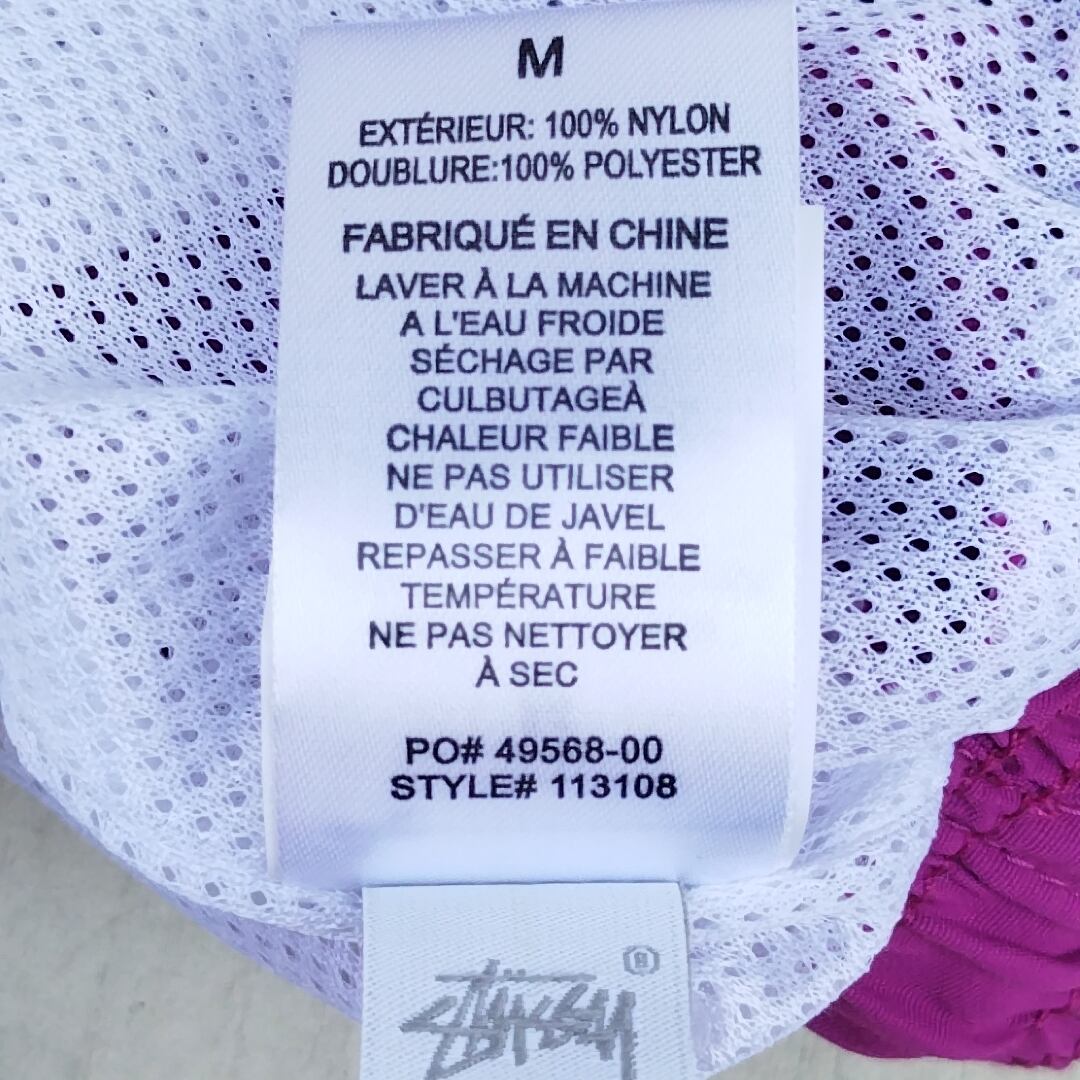 M
EXTÉRIEUR: 100% NYLON
DOUBLURE:100% POLYESTER
FABRIQUÉ EN CHINE
LAVER À LA MACHINE
A L'EAU FROIDE
SÉCHAGE PAR
CULBUTAGEÀ
CHALEUR FAIBLE
NE PAS UTILISER
D'EAU DE JAVEL
REPASSER À FAIBLE
TEMPÉRATURE
NE PAS NETTOYER
À SEC
PO# 49568-00
STYLE# 113108
Stüssy ®